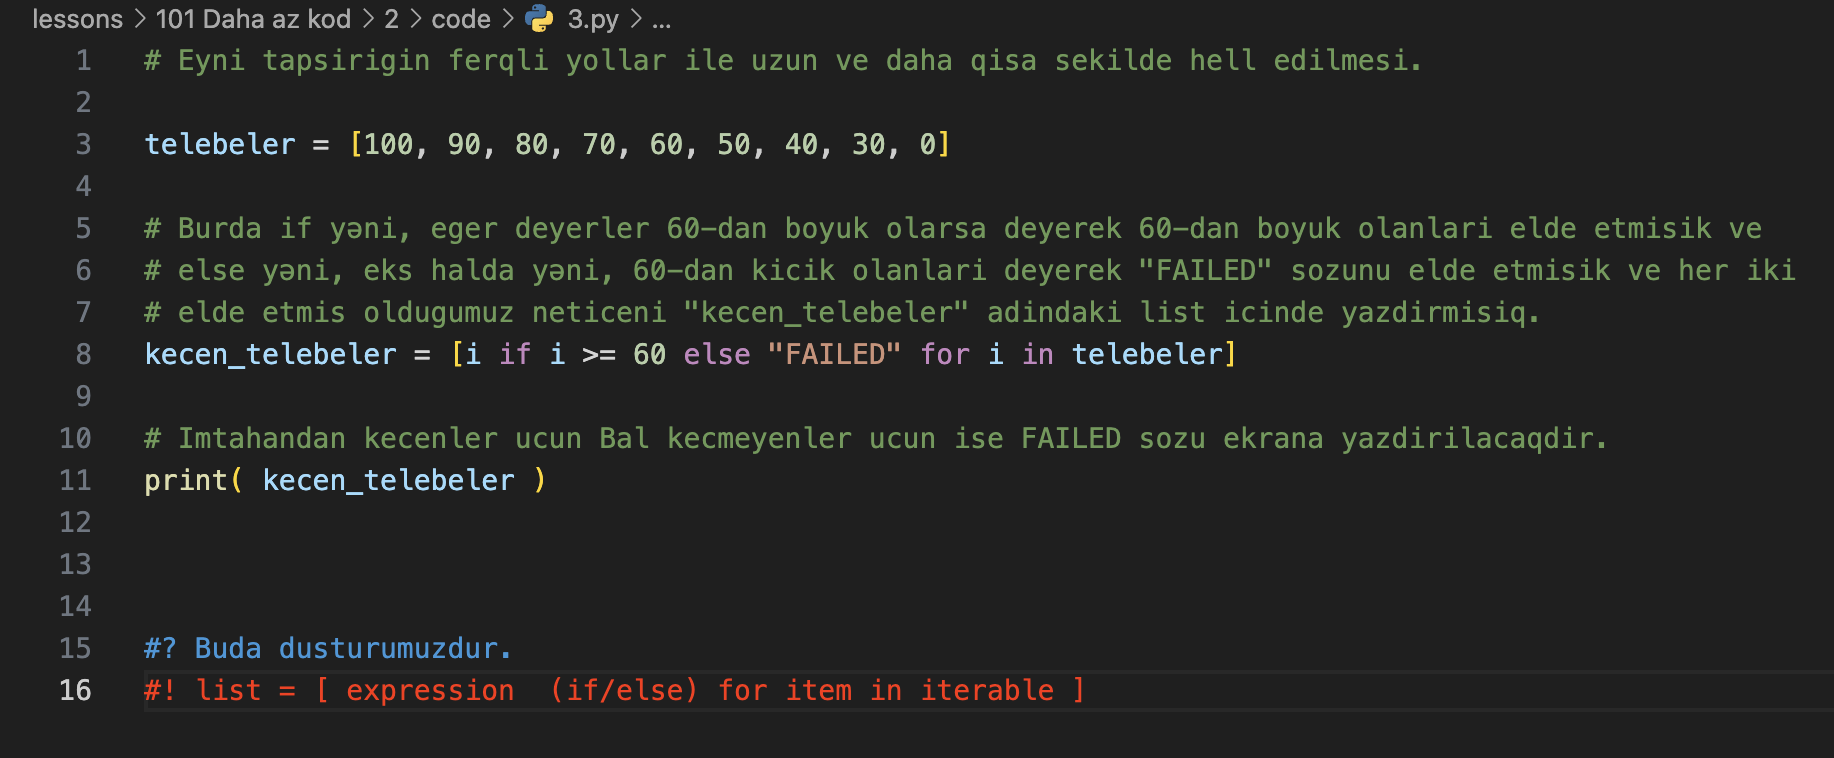 lessons > 101 Daha az kod > 2 > code > 3.py > ...
1 # Eyni tapsirigin ferqli yollar ile uzun ve daha qisa sekilde hell edilmesi.
2
3 telebeler = [100, 90, 80, 70, 60, 50, 40, 30, 0]
4
5 # Burda if yəni, eger deyerler 60-dan boyuk olarsa deyerek 60-dan boyuk olanlari elde etmisik ve
6 # else yəni, eks halda yəni, 60-dan kicik olanlari deyerek "FAILED" sozunu elde etmisik ve her iki
7 # elde etmis oldugumuz neticeni "kecen_telebeler" adindaki list icinde yazdirmisiq.
8 kecen_telebeler = [i if i >= 60 else "FAILED" for i in telebeler]
9
10 # Imtahandan kecenler ucun Bal kecmeyenler ucun ise FAILED sozu ekrana yazdirilacaqdir.
11 print( kecen_telebeler )
12
13
14
15 #? Buda dusturumuzdur.
16 #! list = [ expression  (if/else) for item in iterable ]